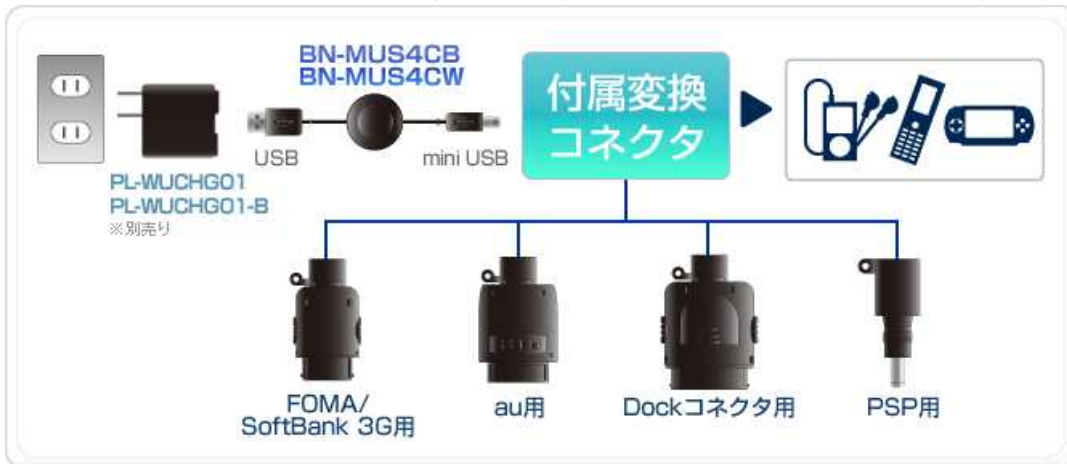 BN-MUS4CB
BN-MUS4CW
付属変換
コネクタ
USB
mini USB
PL-WUCHG01
PL-WUCHG01-B
※別売り
FOMA/
SoftBank 3G用
au用
Dockコネクタ用
PSP用